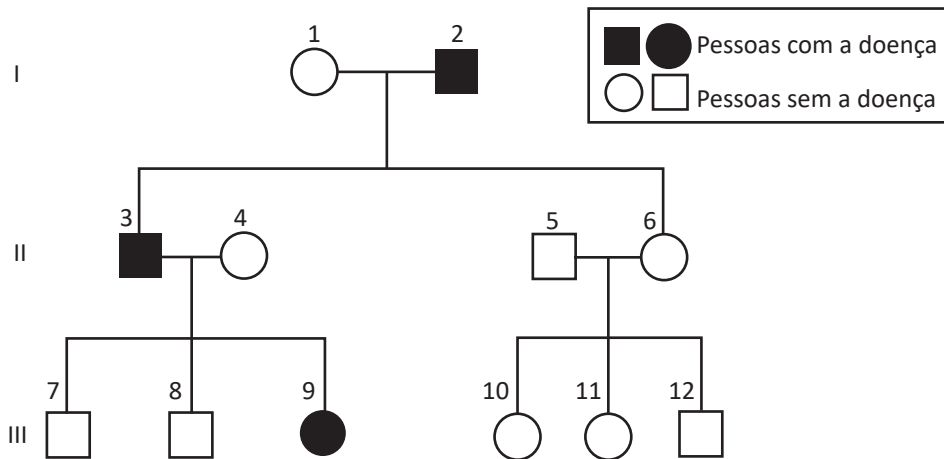 1 2
I
Pessoas com a doença
Pessoas sem a doença
3 4 5 6
II
7 8 9 10 11 12
III